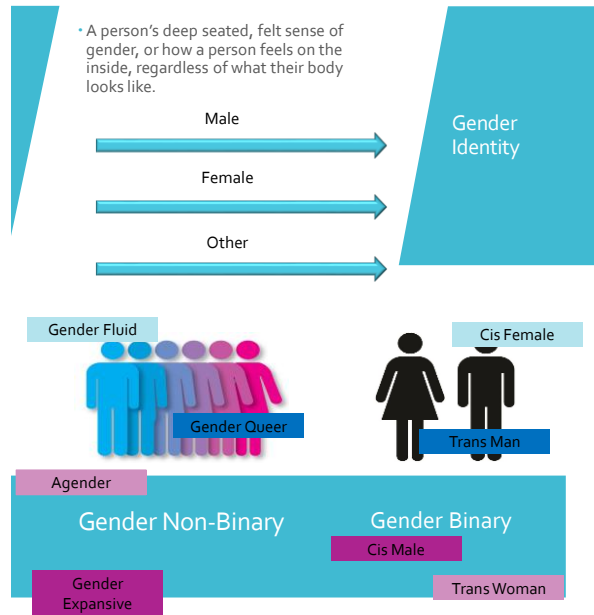 • A person's deep seated, felt sense of
gender, or how a person feels on the
inside, regardless of what their body
looks like.
Gender
Identity
Male
Female
Other
Gender Fluid
Gender Queer
Cis Female
Trans Man
Agender
Gender Non-Binary
Gender Binary
Cis Male
Gender
Expansive
Trans Woman